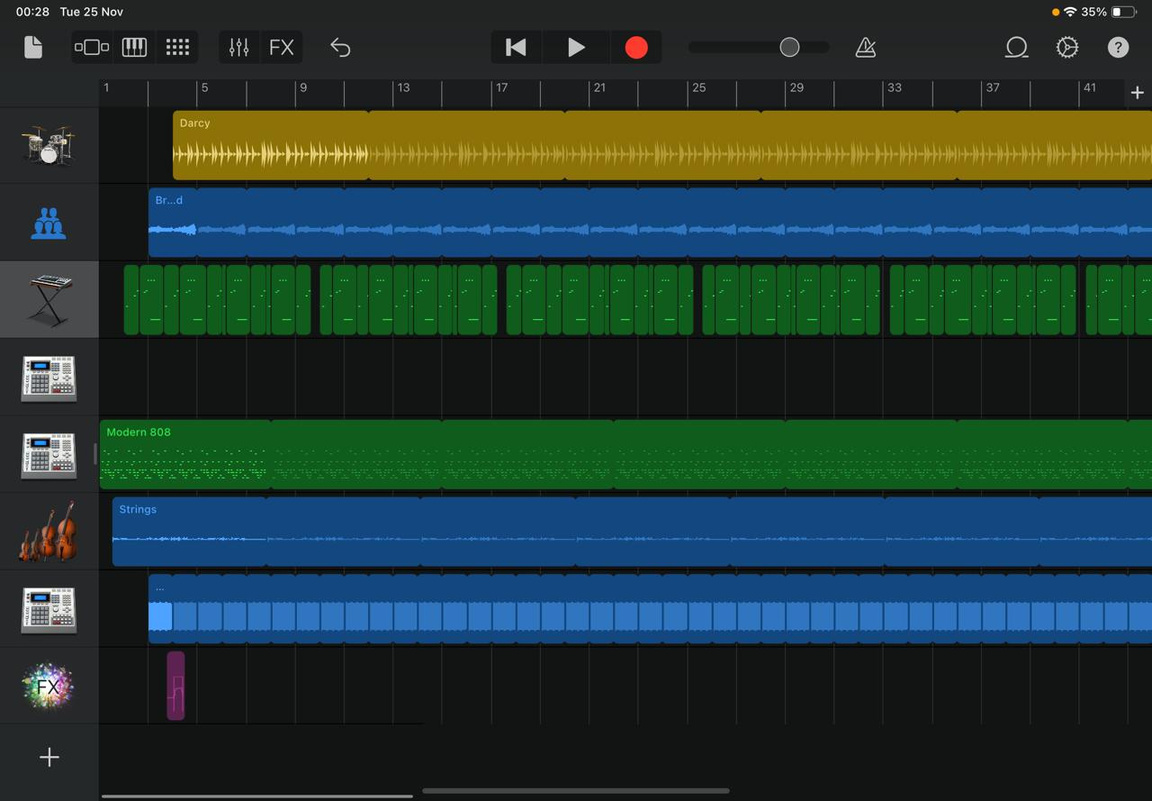 00:28 Tue 25 Nov 35%
FX ?
1 5 9 13 17 21 25 29 33 37 41 +
Darcy
Br...d
Modern 808
Strings
...
FX
+